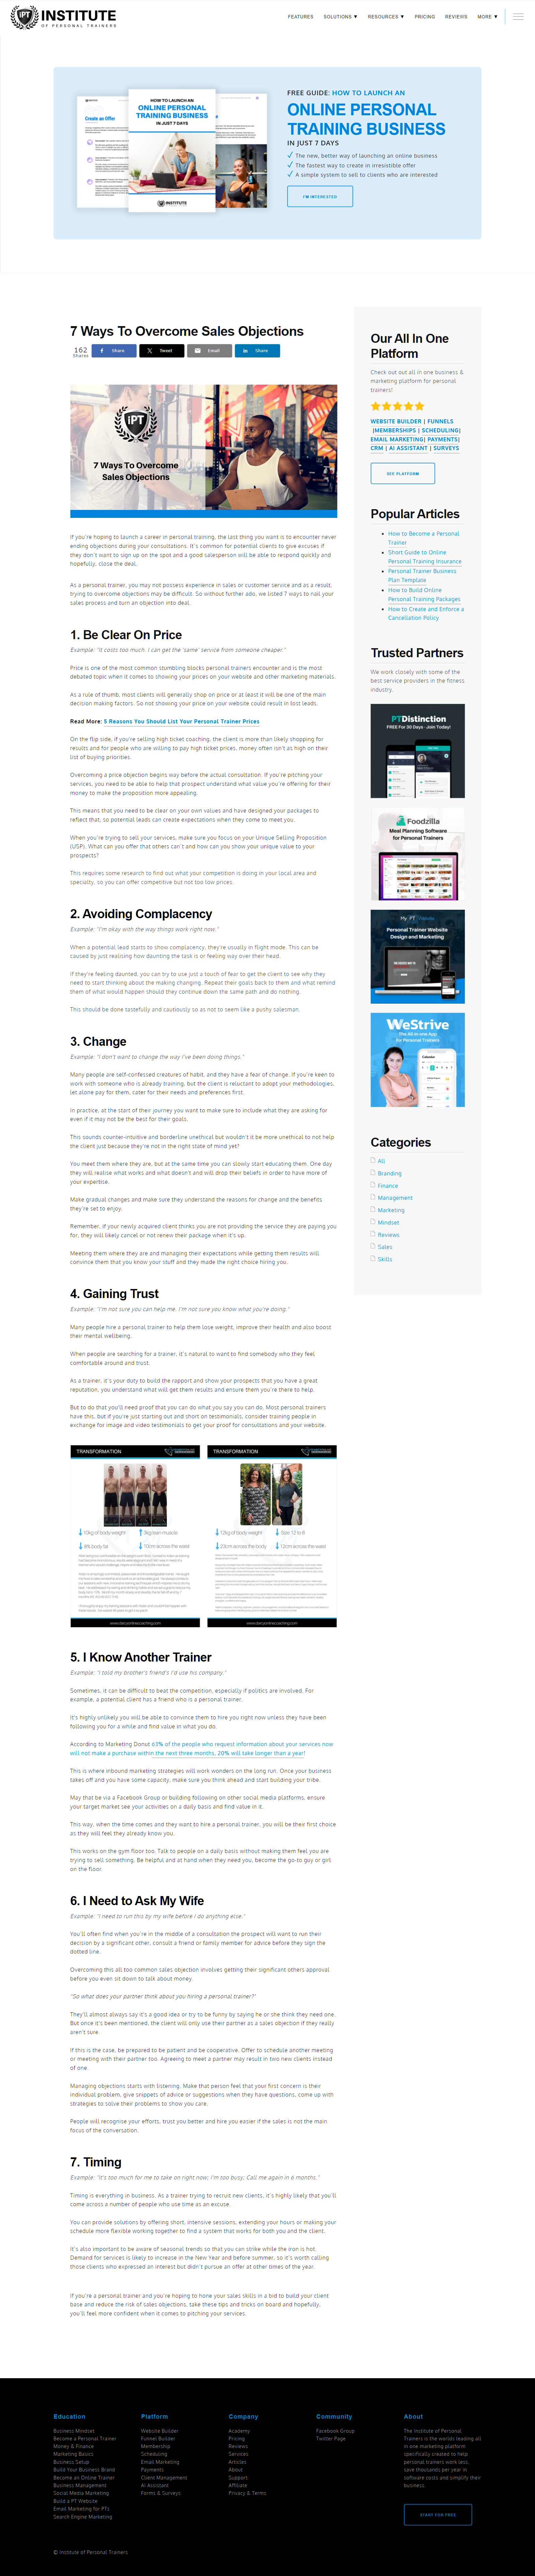 INSTITUTE
OF PERSONAL TRAINERS
FEATURES
SOLUTIONS ▼
RESOURCES ▼
PRICING
REVIEWS
MORE ▼
Create an Offer
HOW TO LAUNCH AN
ONLINE PERSONAL
TRAINING BUSINESS
IN JUST 7 DAYS
INSTITUTE
FREE GUIDE: HOW TO LAUNCH AN
ONLINE PERSONAL
TRAINING BUSINESS
IN JUST 7 DAYS
✓ The new, better way of launching an online business
✓ The fastest way to create in irresistible offer
✓ A simple system to sell to clients who are interested
I'M INTERESTED
7 Ways To Overcome Sales Objections
162
Shares
Share
Tweet
Email
Share
IPT
7 Ways To Overcome
Sales Objections
If you're hoping to launch a career in personal training, the last thing you want is to encounter never
ending objections during your consultations. It's common for potential clients to give excuses if
they don't want to sign up on the spot and a good salesperson will be able to respond quickly and
hopefully, close the deal.
As a personal trainer, you may not possess experience in sales or customer service and as a result,
trying to overcome objections may be difficult. So without further ado, we listed 7 ways to nail your
sales process and turn an objection into deal.
1. Be Clear On Price
Example: "It costs too much. I can get the 'same' service from someone cheaper."
Price is one of the most common stumbling blocks personal trainers encounter and is the most
debated topic when it comes to showing your prices on your website and other marketing materials.
As a rule of thumb, most clients will generally shop on price or at least it will be one of the main
decision making factors. So not showing your price on your website could result in lost leads.
Read More: 5 Reasons You Should List Your Personal Trainer Prices
On the flip side, if you're selling high ticket coaching, the client is more than likely shopping for
results and for people who are willing to pay high ticket prices, money often isn't as high on their
list of buying priorities.
Overcoming a price objection begins way before the actual consultation. If you're pitching your
services, you need to be able to help that prospect understand what value you're offering for their
money to make the proposition more appealing.
This means that you need to be clear on your own values and have designed your packages to
reflect that, so potential leads can create expectations when they come to meet you.
When you're trying to sell your services, make sure you focus on your Unique Selling Proposition
(USP). What can you offer that others can't and how can you show your unique value to your
prospects?
This requires some research to find out what your competition is doing in your local area and
specialty, so you can offer competitive but not too low prices.
2. Avoiding Complacency
Example: "I'm okay with the way things work right now."
When a potential lead starts to show complacency, they're usually in flight mode. This can be
caused by just realising how daunting the task is or feeling way over their head.
If they're feeling daunted, you can try to use just a touch of fear to get the client to see why they
need to start thinking about the making changing. Repeat their goals back to them and what remind
them of what would happen should they continue down the same path and do nothing.
This should be done tastefully and cautiously so as not to seem like a pushy salesman.
3. Change
Example: "I don't want to change the way I've been doing things."
Many people are self-confessed creatures of habit, and they have a fear of change. If you're keen to
work with someone who is already training, but the client is reluctant to adopt your methodologies,
let alone pay for them, cater for their needs and preferences first.
In practice, at the start of their journey you want to make sure to include what they are asking for
even if it may not be the best for their goals.
This sounds counter-intuitive and borderline unethical but wouldn't it be more unethical to not help
the client just because they're not in the right state of mind yet?
You meet them where they are, but at the same time you can slowly start educating them. One day
they will realise what works and what doesn't and will drop their beliefs in order to have more of
your expertise.
Make gradual changes and make sure they understand the reasons for change and the benefits
they're set to enjoy.
Remember, if your newly acquired client thinks you are not providing the service they are paying you
for, they will likely cancel or not renew their package when it's up.
Meeting them where they are and managing their expectations while getting them results will
convince them that you know your stuff and they made the right choice hiring you.
4. Gaining Trust
Example: "I'm not sure you can help me. I'm not sure you know what you're doing."
Many people hire a personal trainer to help them lose weight, improve their health and also boost
their mental wellbeing.
When people are searching for a trainer, it's natural to want to find somebody who they feel
comfortable around and trust.
As a trainer, it's your duty to build the rapport and show your prospects that you have a great
reputation, you understand what will get them results and ensure them you're there to help.
But to do that you'll need proof that you can do what you say you can do. Most personal trainers
have this, but if you're just starting out and short on testimonials, consider training people in
exchange for image and video testimonials to get your proof for consultations and your website.
TRANSFORMATION
10kg of body weight
3kg lean muscle
8% body fat
10cm around the waist
TRANSFORMATION
12kg of body weight
Size 12 to 8
23cm around the body
12cm around the waist
5. I Know Another Trainer
Example: "I told my brother's friend's I'd use his company."
Sometimes, it can be difficult to beat the competition, especially if politics are involved. For
example, a potential client has a friend who is a personal trainer.
It's highly unlikely you will be able to convince them to hire you right now unless they have been
following you for a while and find value in what you do.
According to Marketing Donut 63% of the people who request information about your services now
will not make a purchase within the next three months, 20% will take longer than a year!
This is where inbound marketing strategies will work wonders on the long run. Once your business
takes off and you have some capacity, make sure you think ahead and start building your tribe.
May that be via a Facebook Group or building following on other social media platforms, ensure
your target market see your activities on a daily basis and find value in it.
This way, when the time comes and they want to hire a personal trainer, you will be their first choice
as they will feel they already know you.
This works on the gym floor too. Talk to people on a daily basis without making them feel you are
trying to sell something. Be helpful and at hand when they need you, become the go-to guy or girl
on the floor.
6. I Need to Ask My Wife
Example: "I need to run this by my wife before I do anything else."
You'll often find when you're in the middle of a consultation the prospect will want to run their
decision by a significant other, consult a friend or family member for advice before they sign the
dotted line.
Overcoming this all too common sales objection involves getting their significant others approval
before you even sit down to talk about money.
"So what does your partner think about you hiring a personal trainer?"
They'll almost always say it's a good idea or try to be funny by saying he or she think they need one.
But once it's been mentioned, the client will only use their partner as a sales objection if they really
aren't sure.
If this is the case, be prepared to be patient and be cooperative. Offer to schedule another meeting
or meeting with their partner too. Agreeing to meet a partner may result in two new clients instead
of one.
Managing objections starts with listening. Make that person feel that your first concern is their
individual problem, give snippets of advice or suggestions when they have questions, come up with
strategies to solve their problems to show you care.
People will recognise your efforts, trust you better and hire you easier if the sales is not the main
focus of the conversation.
7. Timing
Example: "It's too much for me to take on right now; I'm too busy; Call me again in 6 months."
Timing is everything in business. As a trainer trying to recruit new clients, it's highly likely that you'll
come across a number of people who use time as an excuse.
You can provide solutions by offering short, intensive sessions, extending your hours or making your
schedule more flexible working together to find a system that works for both you and the client.
It's also important to be aware of seasonal trends so that you can strike while the iron is hot.
Demand for services is likely to increase in the New Year and before summer, so it's worth calling
those clients who expressed an interest but didn't pursue an offer at other times of the year.
If you're a personal trainer and you're hoping to hone your sales skills in a bid to build your client
base and reduce the risk of sales objections, take these tips and tricks on board and hopefully,
you'll feel more confident when it comes to pitching your services.
Our All In One
Platform
Check out out all in one business &
marketing platform for personal
trainers!
WEBSITE BUILDER | FUNNELS
|MEMBERSHIPS | SCHEDULING|
EMAIL MARKETING| PAYMENTS|
CRM | AI ASSISTANT | SURVEYS
SEE PLATFORM
Popular Articles
How to Become a Personal
Trainer
Short Guide to Online
Personal Training Insurance
Personal Trainer Business
Plan Template
How to Build Online
Personal Training Packages
How to Create and Enforce a
Cancellation Policy
Trusted Partners
We work closely with some of the
best service providers in the fitness
industry.
PTDistinction
FREE For 30 Days - Join Today!
Foodzilla
Meal Planning Software
for Personal Trainers
My PT Website
Personal Trainer Website
Design and Marketing
WeStrive
The All-in-one App
for Personal Trainers
Calendar
Categories
All
Branding
Finance
Management
Marketing
Mindset
Reviews
Sales
Skills
Education
Business Mindset
Become a Personal Trainer
Money & Finance
Marketing Basics
Business Setup
Build Your Business Brand
Become an Online Trainer
Business Management
Social Media Marketing
Build a PT Website
Email Marketing for PTs
Search Engine Marketing
Platform
Website Builder
Funnel Builder
Membership
Scheduling
Email Marketing
Payments
Client Management
AI Assistant
Forms & Surveys
Company
Academy
Pricing
Reviews
Services
Articles
About
Support
Affiliate
Privacy & Terms
Community
Facebook Group
Twitter Page
About
The Institute of Personal
Trainers is the worlds leading all
in one marketing platform
specifically created to help
personal trainers work less,
save thousands per year in
software costs and simplify their
business.
START FOR FREE
© Institute of Personal Trainers